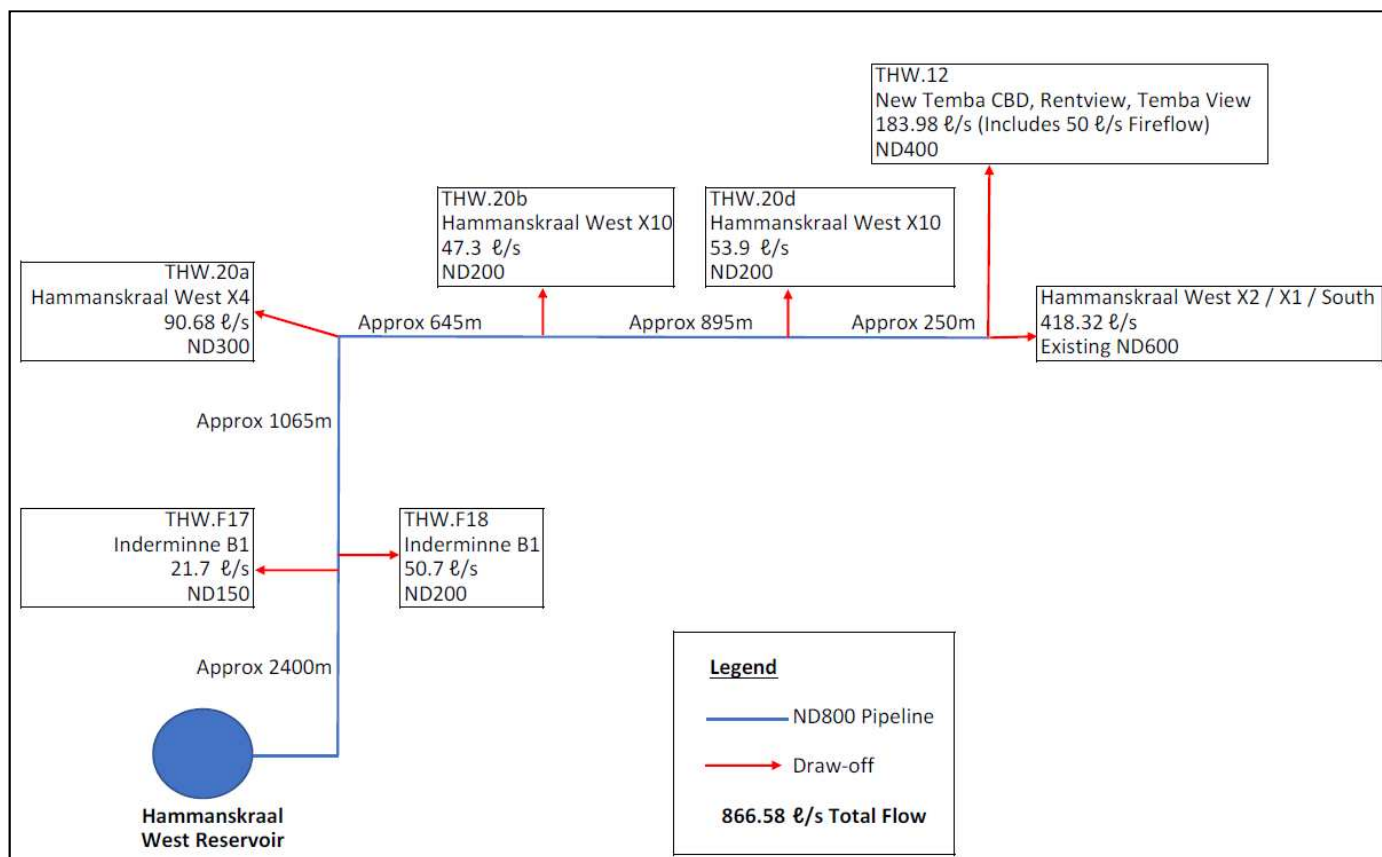 THW.12
New Temba CBD, Rentview, Temba View
183.98 ℓ/s (Includes 50 ℓ/s Fireflow)
ND400
THW.20b
Hammanskraal West X10
47.3 ℓ/s
ND200
THW.20d
Hammanskraal West X10
53.9 ℓ/s
ND200
THW.20a
Hammanskraal West X4
90.68 ℓ/s
ND300
Hammanskraal West X2 / X1 / South
418.32 ℓ/s
Existing ND600
Approx 645m
Approx 895m
Approx 250m
Approx 1065m
THW.F17
Inderminne B1
21.7 ℓ/s
ND150
THW.F18
Inderminne B1
50.7 ℓ/s
ND200
Approx 2400m
Hammanskraal
West Reservoir
Legend
ND800 Pipeline
Draw-off
866.58 ℓ/s Total Flow